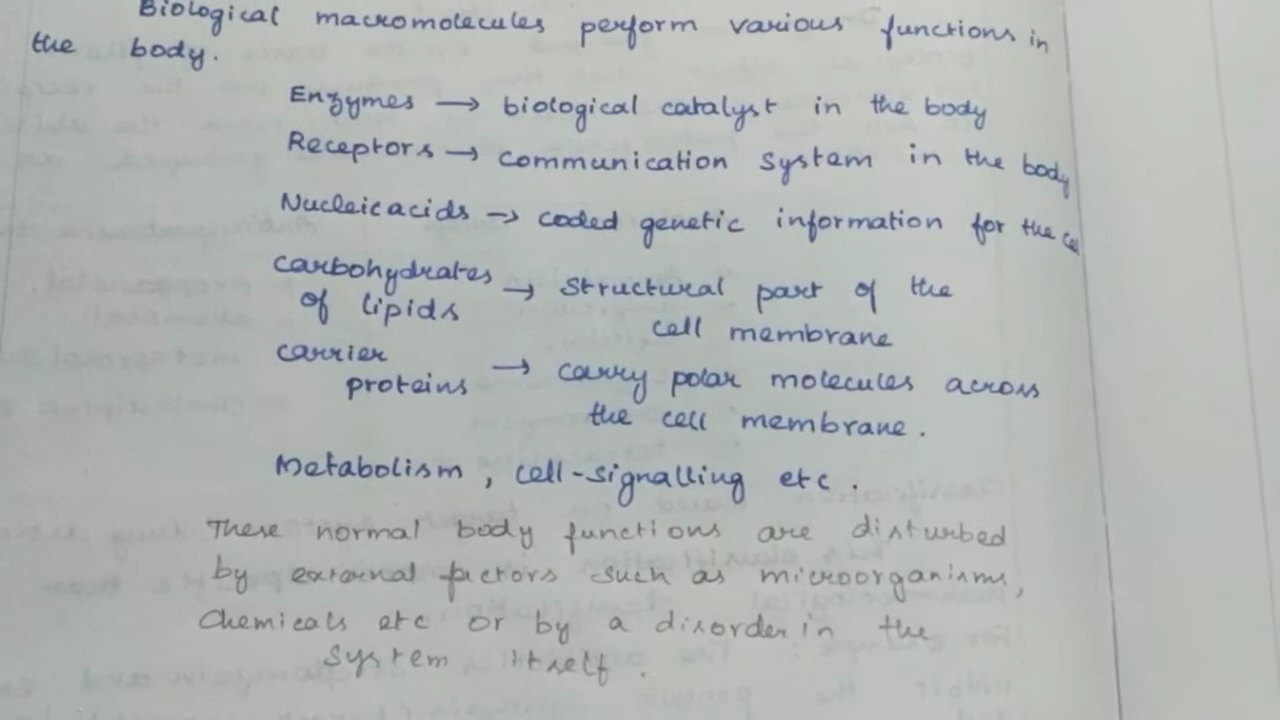 Biological macromolecules perform various functions in
the body.
Enzymes → biological catalyst in the body
Receptors → communication system in the body
Nucleic acids → coded genetic information for the cell
carbohydrates → structural part of the
of lipids cell membrane
carrier → carry polar molecules across
proteins the cell membrane.
Metabolism, cell-signalling etc.
These normal body functions are disturbed
by external factors such as microorganisms,
Chemicals etc or by a disorder in the
system itself.